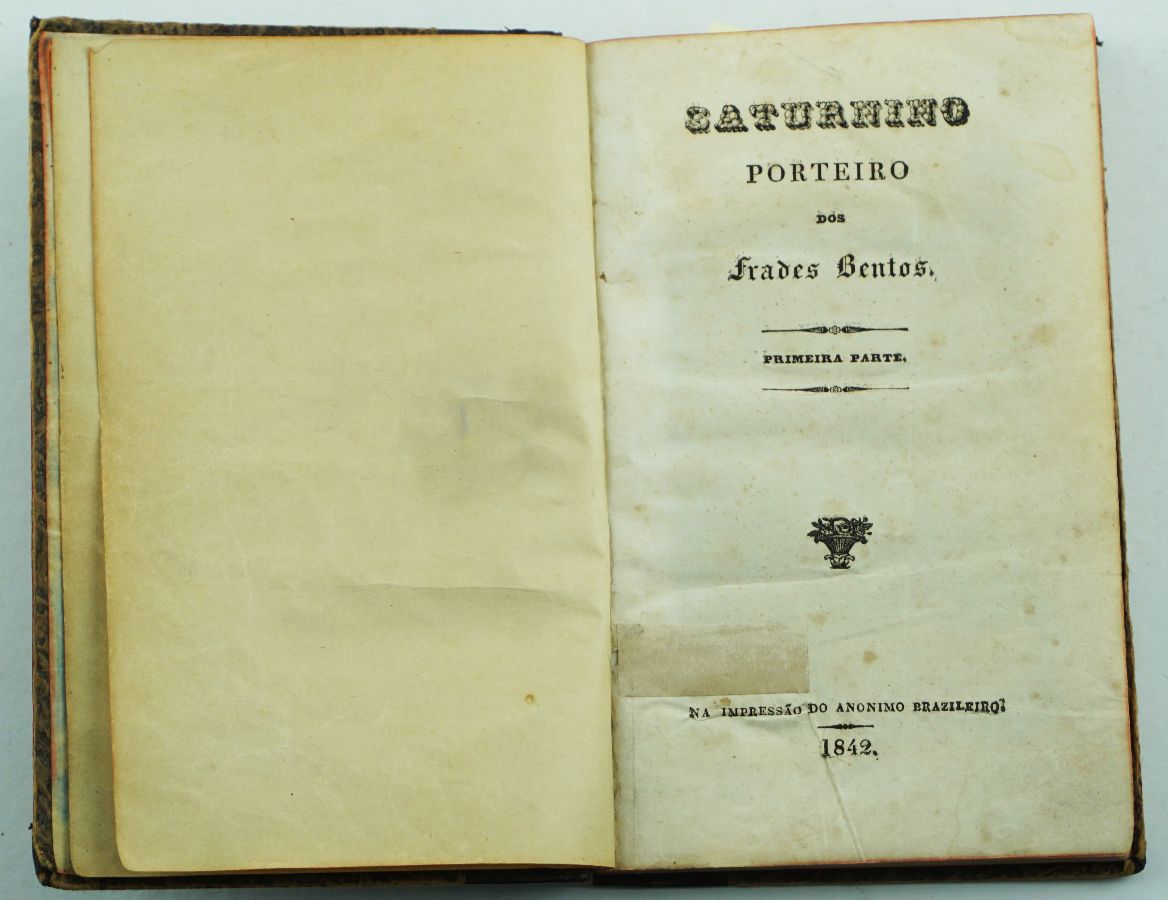 SATURNINO
PORTEIRO
DOS
Frades Bentos.
PRIMEIRA PARTE.
NA IMPRESSÃO DO ANONIMO BRAZILEIRO.
1842.